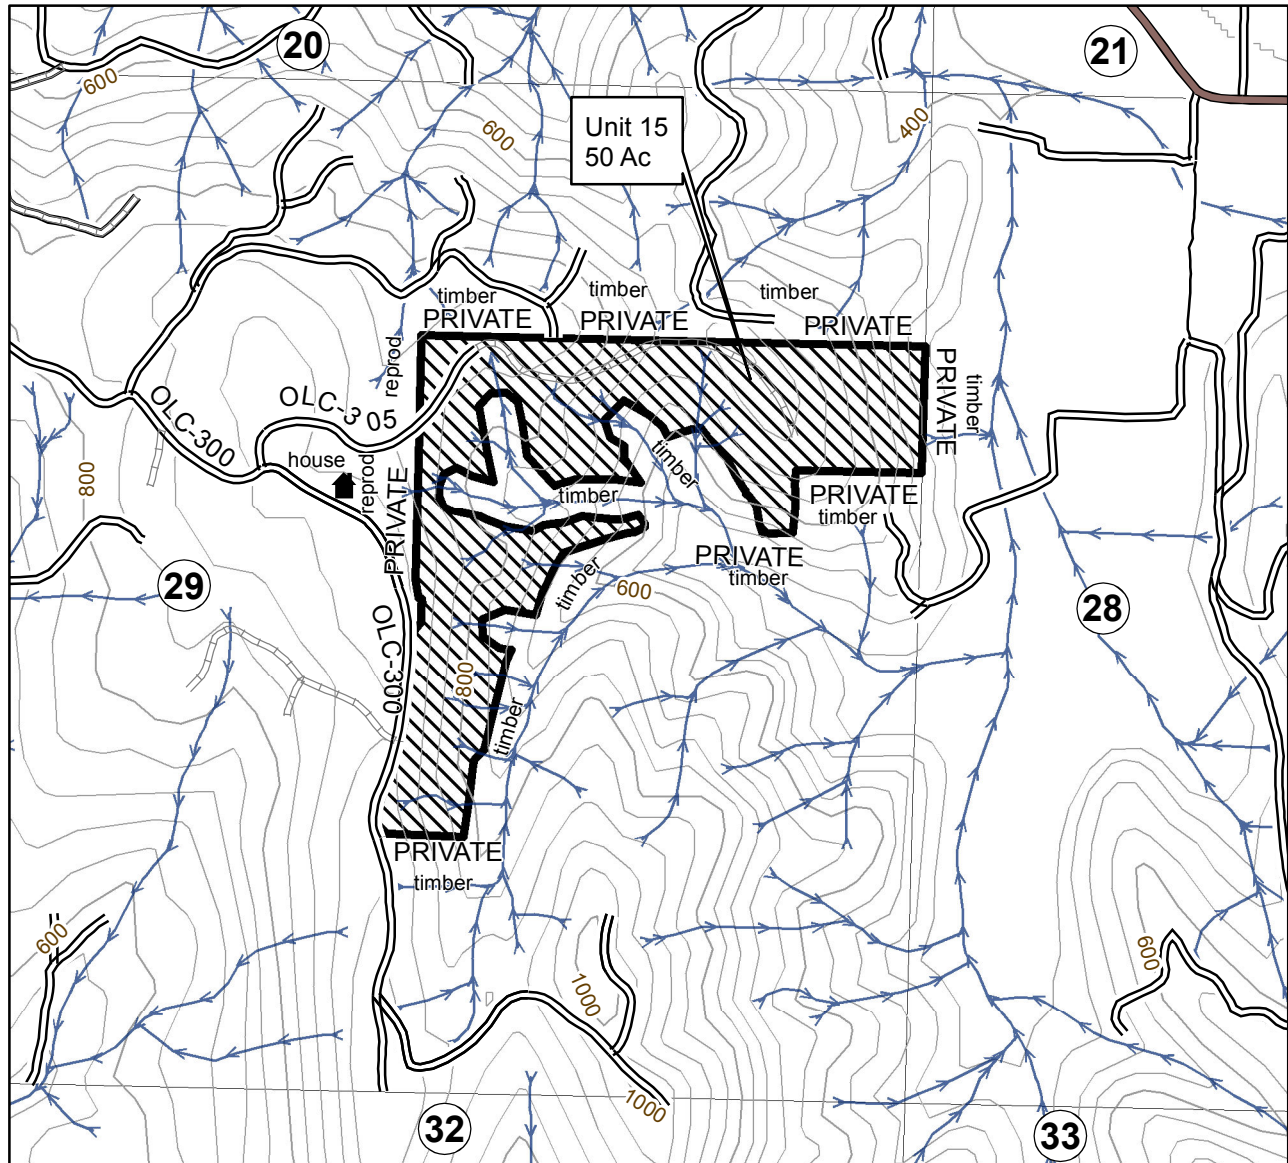 20
21
600
600
400
Unit 15
50 Ac
timber
timber
timber
PRIVATE
PRIVATE
PRIVATE
reprod
PRIVATE
timber
OLC-300
OLC-3 05
house
reprod
800
PRIVATE
timber
timber
PRIVATE
timber
PRIVATE
timber
timber
600
29
28
OLC-300
800
timber
PRIVATE
timber
600
1000
600
1000
32
33